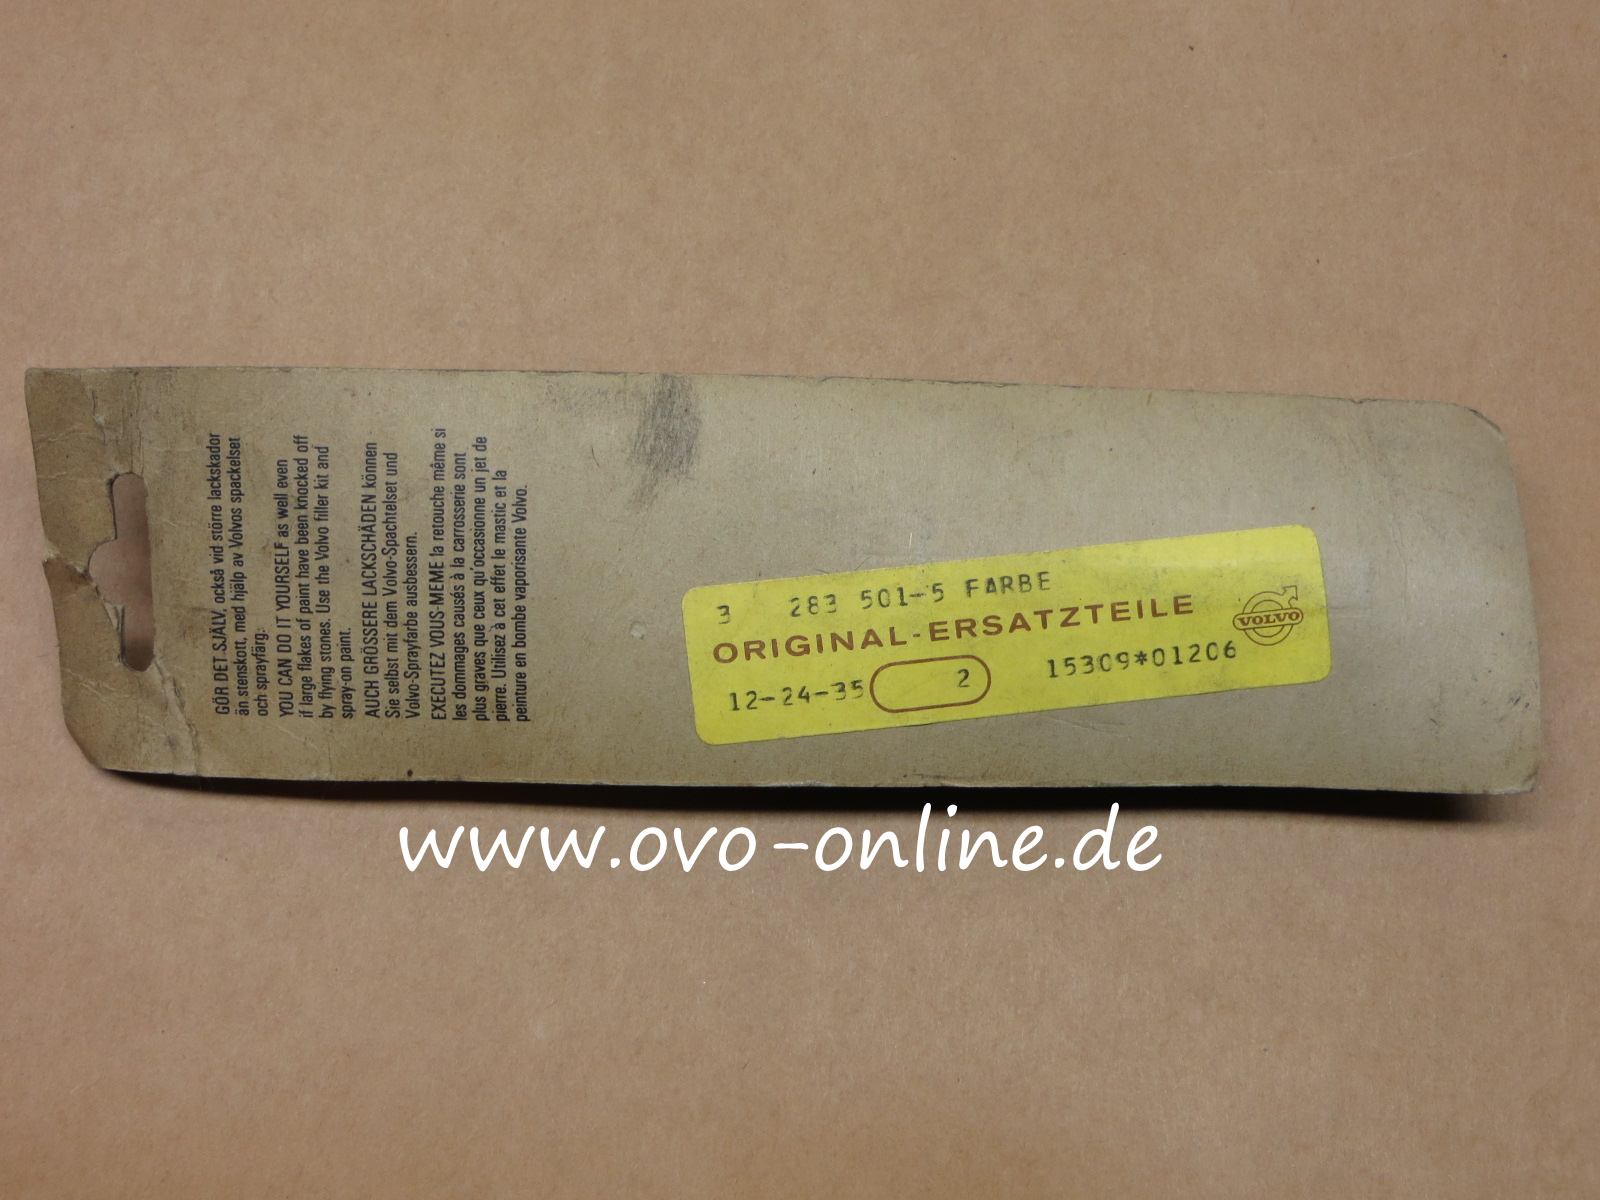 GÖR DET SJÄLV, också vid större lackskador
än stenskott, med hjälp av Volvos spackelset
och sprayfärg.
YOU CAN DO IT YOURSELF as well even
if large flakes of paint have been knocked off
by flying stones. Use the Volvo filler kit and
spray-on paint.
AUCH GRÖSSERE LACKSCHÄDEN können
Sie selbst mit dem Volvo-Spachtelset und
Volvo-Sprayfarbe ausbessern.
EXECUTEZ VOUS-MEME la retouche même si
les dommages causés à la carrosserie sont
plus graves que ceux qu'occasionne un jet de
pierre. Utilisez à cet effet le mastic et la
peinture en bombe vaporisante Volvo.
3 283 501-5 FARBE
ORIGINAL-ERSATZTEILE
VOLVO
12-24-35 2 15309*01206
www.ovo-online.de